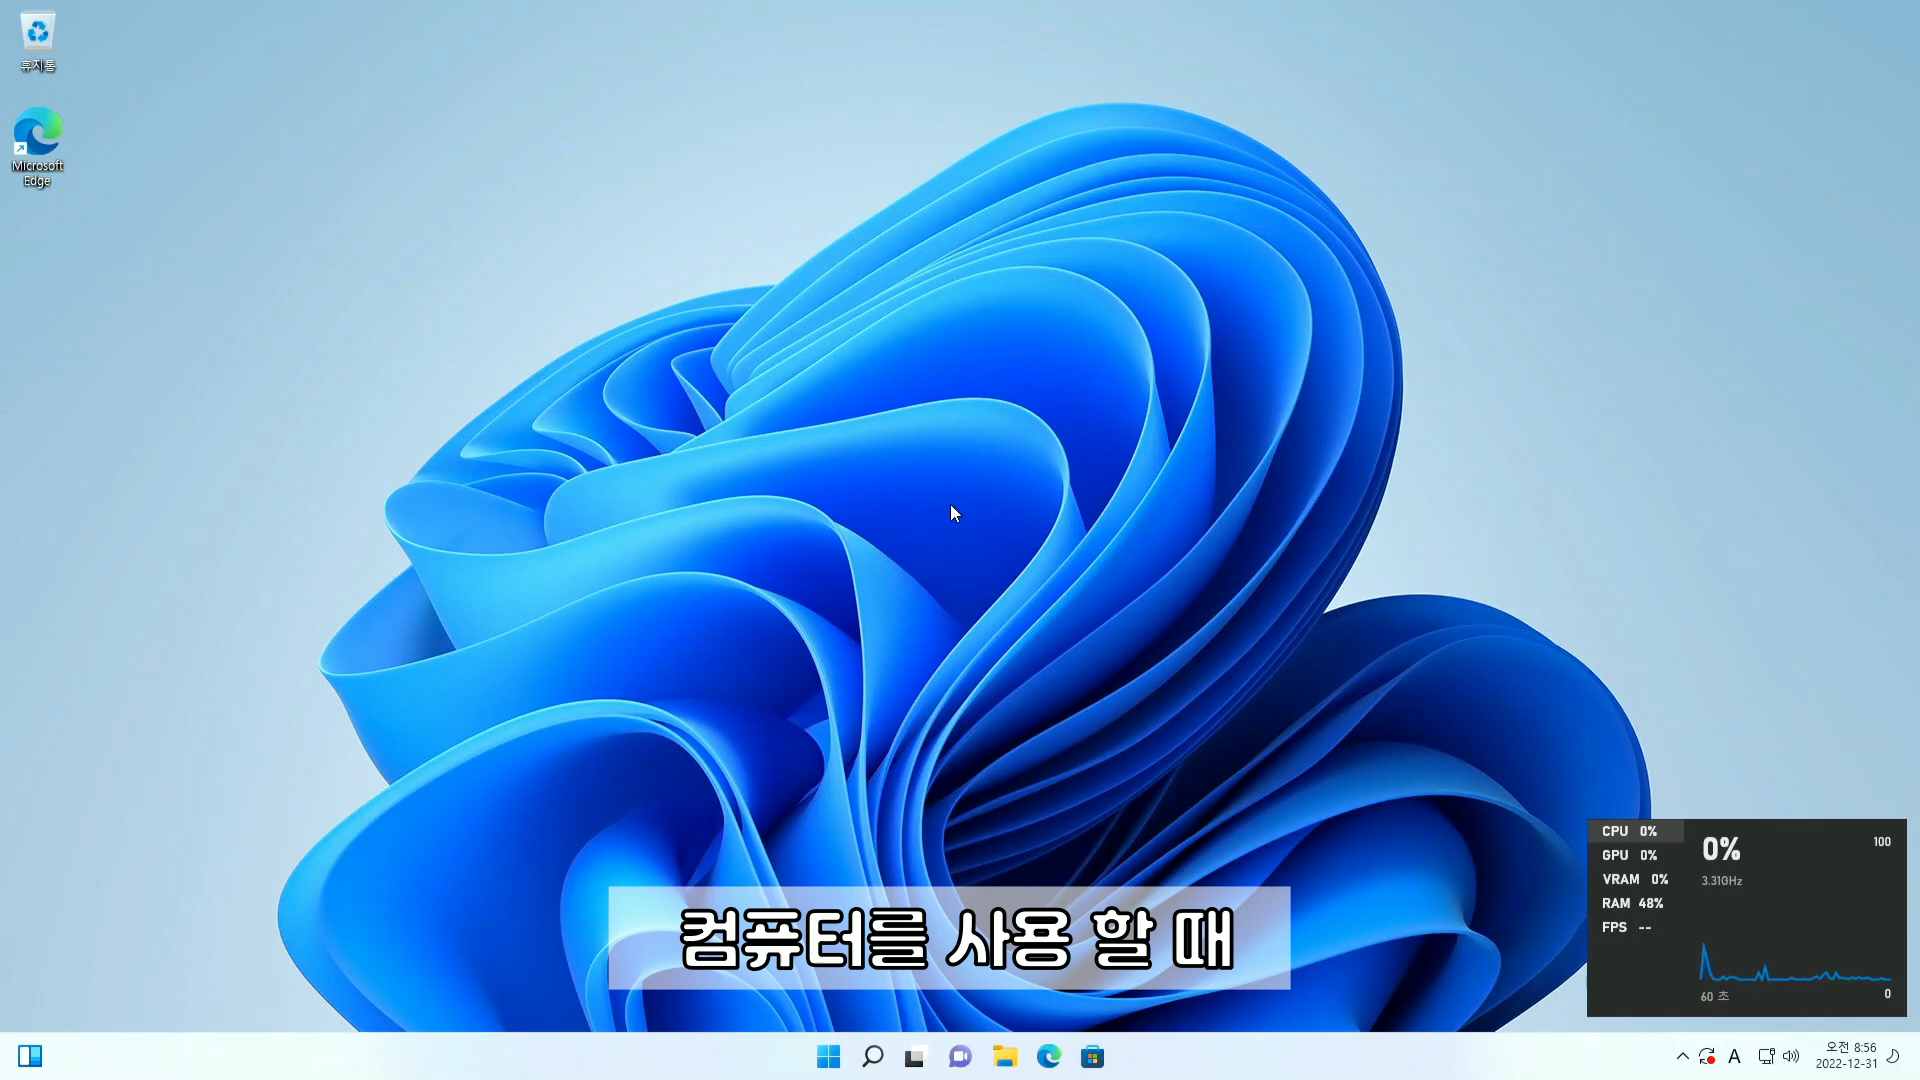 휴지통
Microsoft
Edge
컴퓨터를 사용 할 때
CPU 0%
GPU 0%
VRAM 0%
RAM 48%
FPS --
0%
3.31GHz
100
60 초
0
A
오전 8:56
2022-12-31